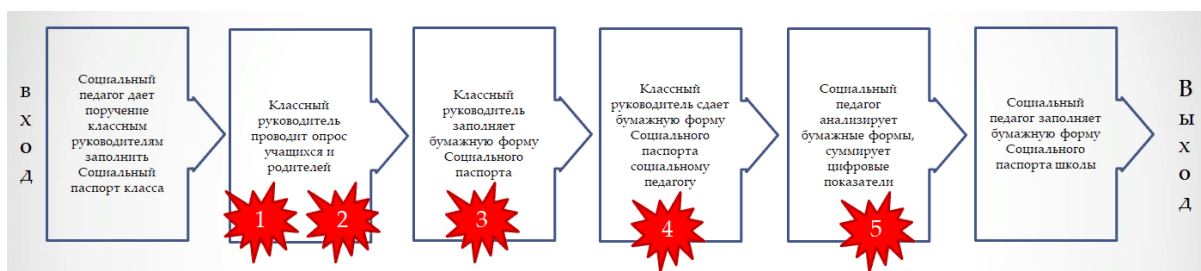 В
Х
О
Д
Социальный
педагог дает
поручение
классным
руководителям
заполнить
Социальный
паспорт класса
Классный
руководитель
проводит опрос
учащихся и
родителей
1
2
Классный
руководитель
заполняет
бумажную форму
Социального
паспорта
3
Классный
руководитель сдает
бумажную форму
Социального
паспорта
социальному
педагогу
4
Социальный
педагог
анализирует
бумажные формы,
суммирует
цифровые
показатели
5
Социальный
педагог заполняет
бумажную форму
Социального
паспорта школы
В
Ы
Х
О
Д